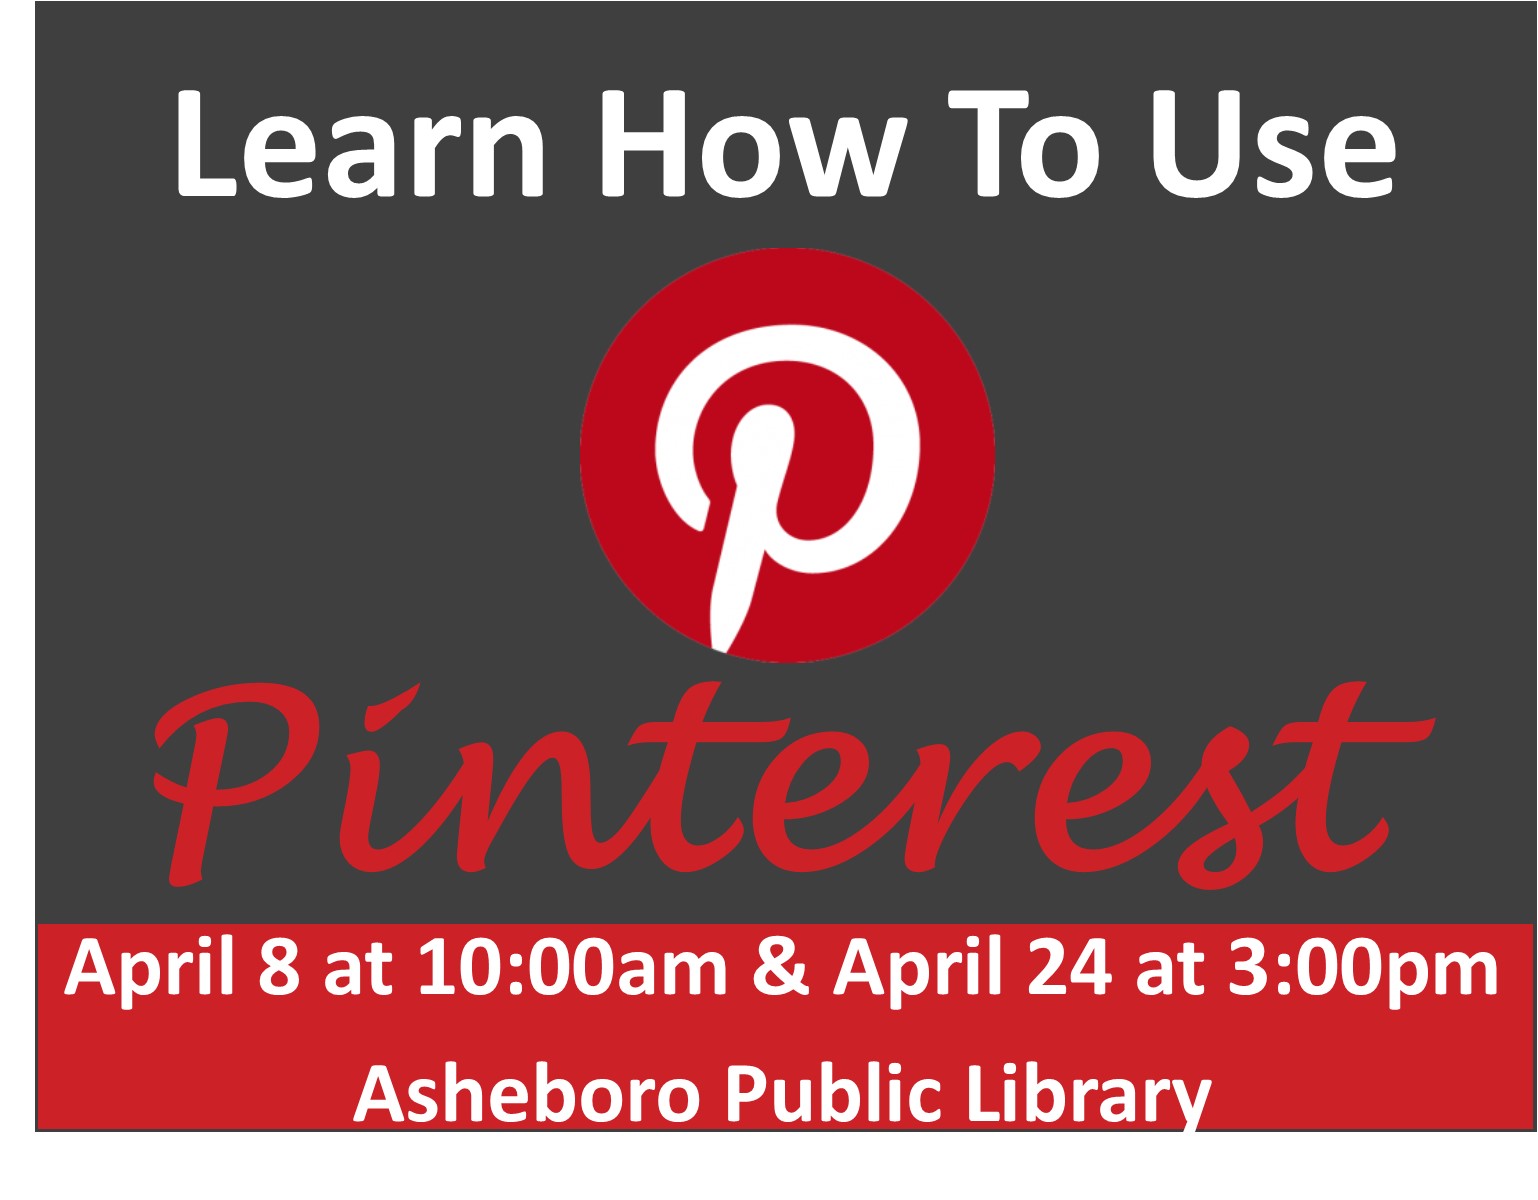 Learn How To Use
Pinterest
April 8 at 10:00am & April 24 at 3:00pm
Asheboro Public Library